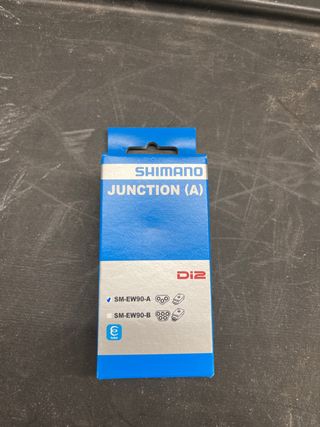 SHIMANO
JUNCTION (A)
Di2
SM-EW90-A
SM-EW90-B